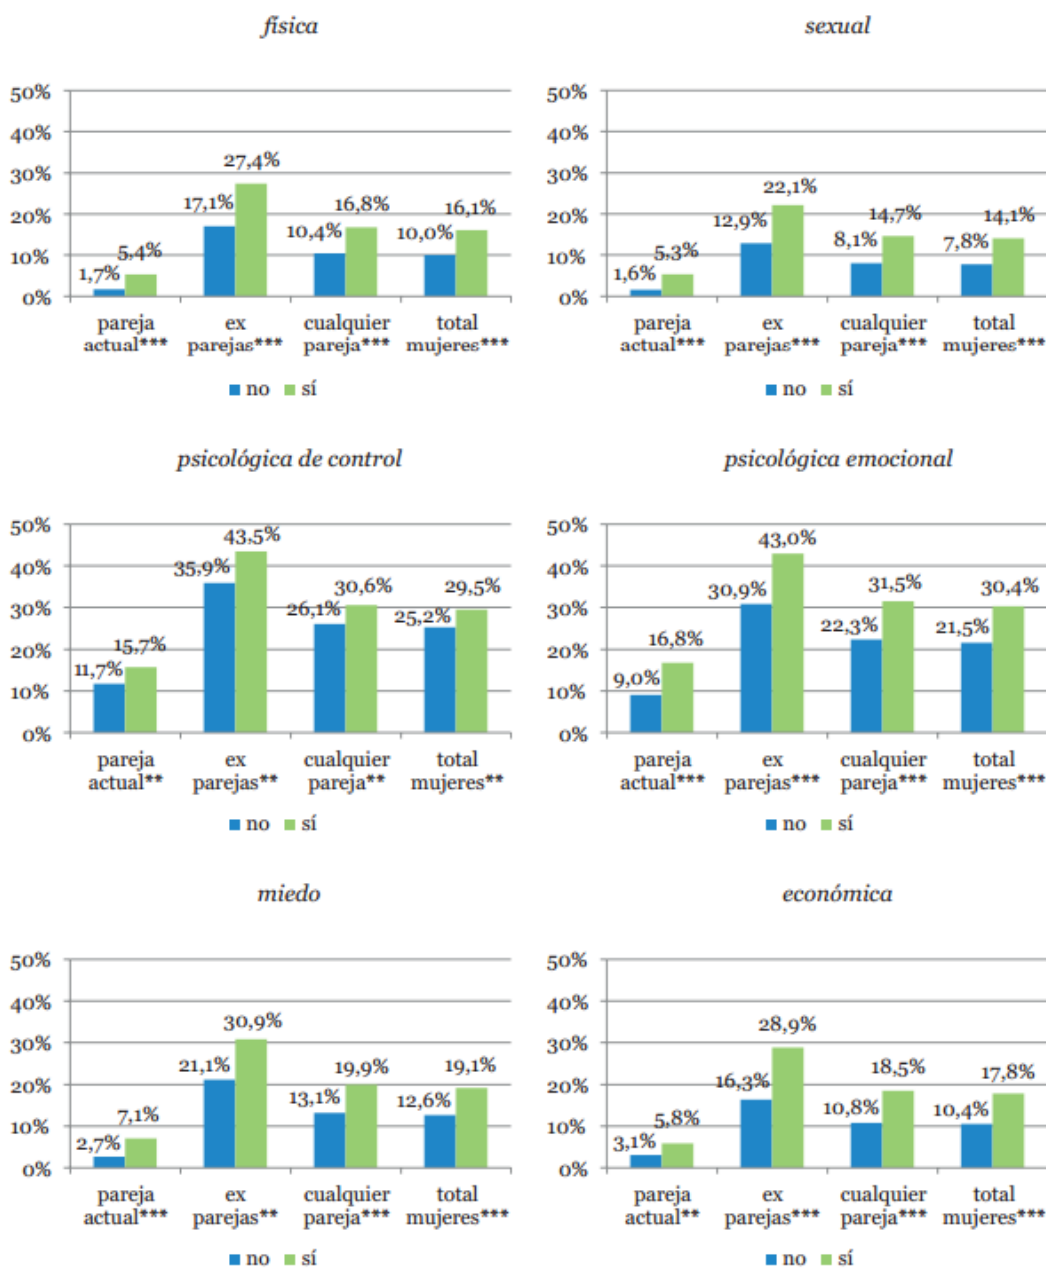 física
50%
40%
30%
20%
10%
0%
1,7%
5,4%
17,1%
27,4%
10,4%
16,8%
10,0%
16,1%
pareja actual***
ex parejas***
cualquier pareja***
total mujeres***
no sí
sexual
50%
40%
30%
20%
10%
0%
1,6%
5,3%
12,9%
22,1%
8,1%
14,7%
7,8%
14,1%
pareja actual***
ex parejas***
cualquier pareja***
total mujeres***
no sí
psicológica de control
50%
40%
30%
20%
10%
0%
11,7%
15,7%
35,9%
43,5%
26,1%
30,6%
25,2%
29,5%
pareja actual**
ex parejas**
cualquier pareja**
total mujeres**
no sí
psicológica emocional
50%
40%
30%
20%
10%
0%
9,0%
16,8%
30,9%
43,0%
22,3%
31,5%
21,5%
30,4%
pareja actual***
ex parejas***
cualquier pareja***
total mujeres***
no sí
miedo
50%
40%
30%
20%
10%
0%
2,7%
7,1%
21,1%
30,9%
13,1%
19,9%
12,6%
19,1%
pareja actual***
ex parejas**
cualquier pareja***
total mujeres***
no sí
económica
50%
40%
30%
20%
10%
0%
3,1%
5,8%
16,3%
28,9%
10,8%
18,5%
10,4%
17,8%
pareja actual**
ex parejas***
cualquier pareja***
total mujeres***
no sí